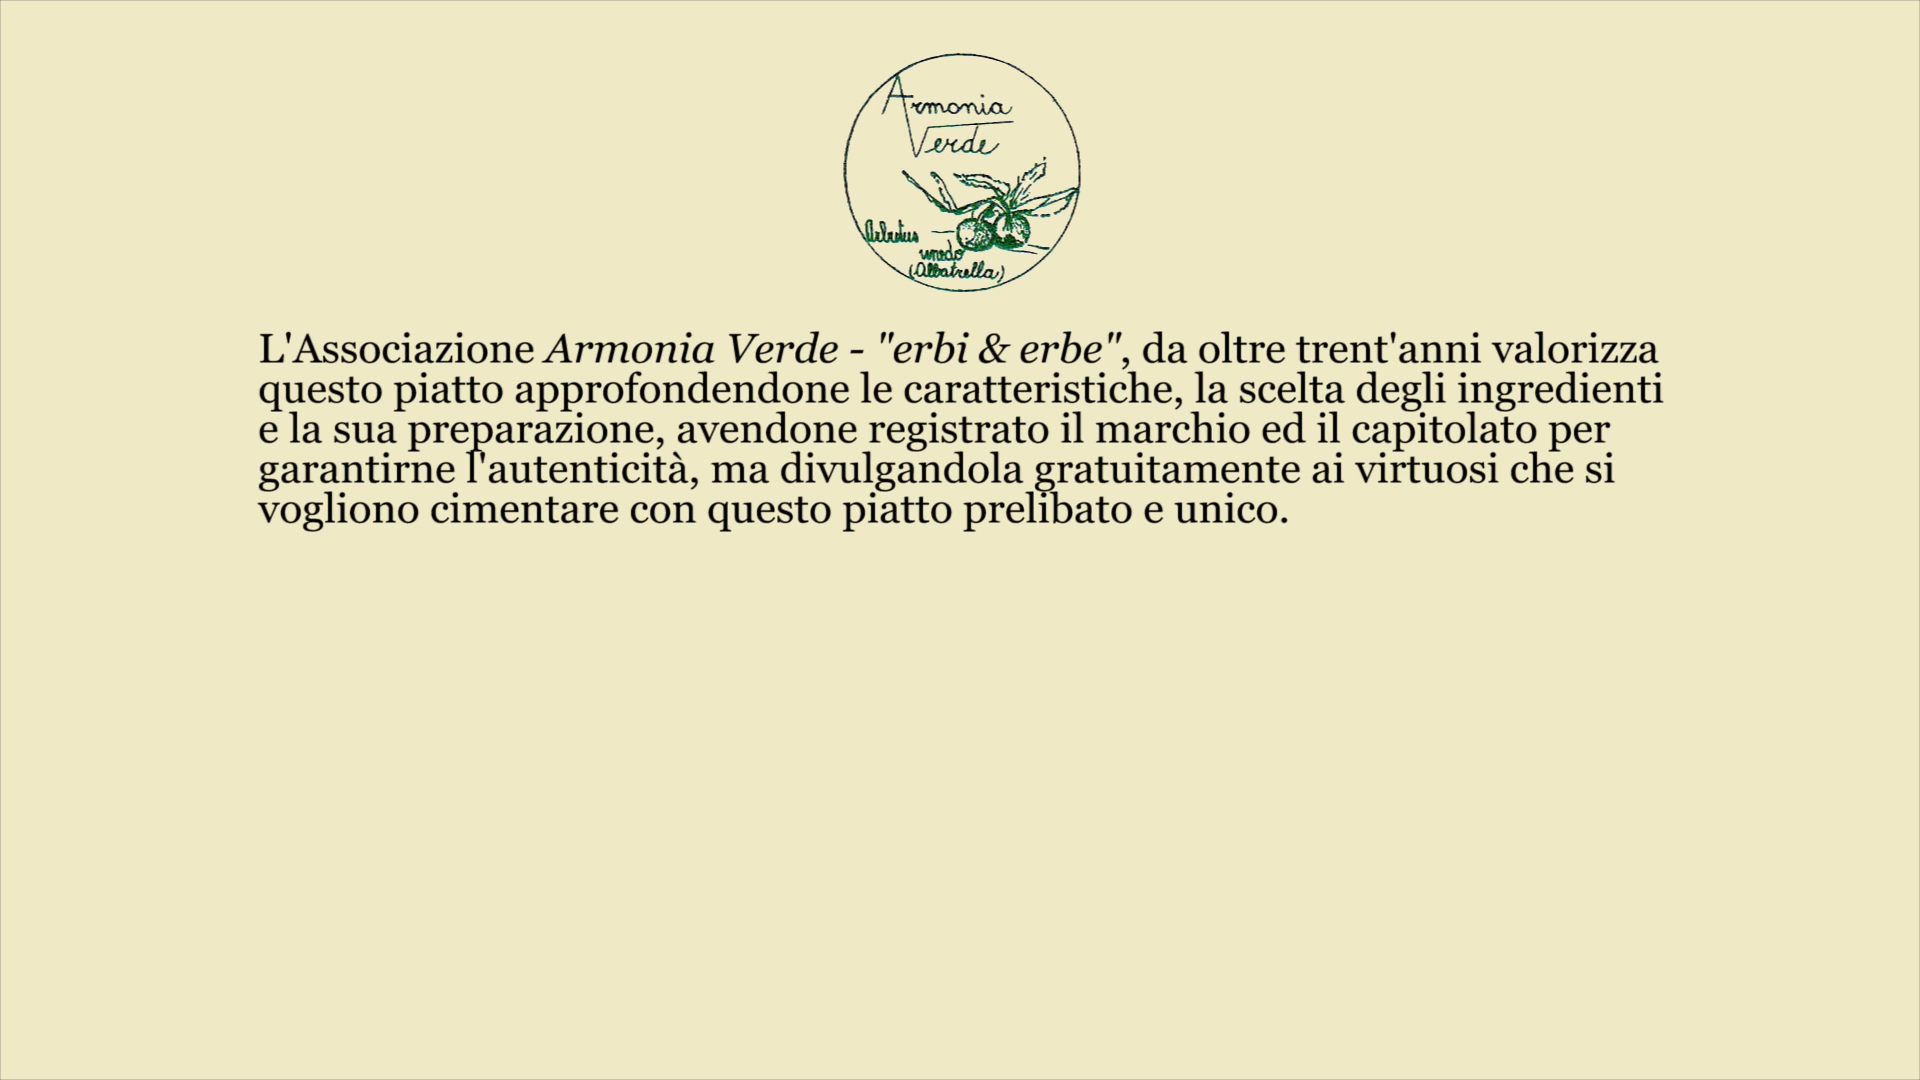 Armonia
Verde
Arbutus
unedo
(Albatrella)
L'Associazione Armonia Verde - "erbi & erbe", da oltre trent'anni valorizza
questo piatto approfondendone le caratteristiche, la scelta degli ingredienti
e la sua preparazione, avendone registrato il marchio ed il capitolato per
garantirne l'autenticità, ma divulgandola gratuitamente ai virtuosi che si
vogliono cimentare con questo piatto prelibato e unico.